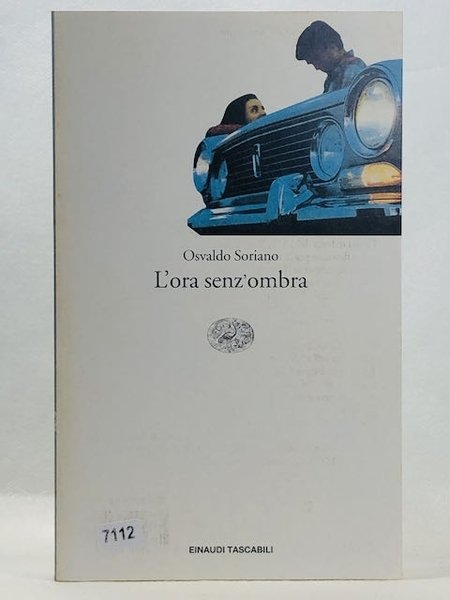 Osvaldo Soriano
L'ora senz'ombra
7112
EINAUDI TASCABILI